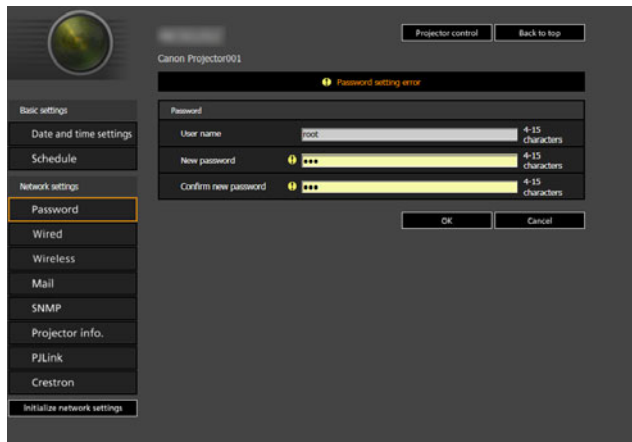 Projector control
Back to top
Canon Projector001
Password setting error
Basic settings
Date and time settings
Schedule
Network settings
Password
Wired
Wireless
Mail
SNMP
Projector info.
PJLink
Crestron
Initialize network settings
Password
User name root 4-15
characters
New password ●●● 4-15
characters
Confirm new password ●●● 4-15
characters
OK
Cancel